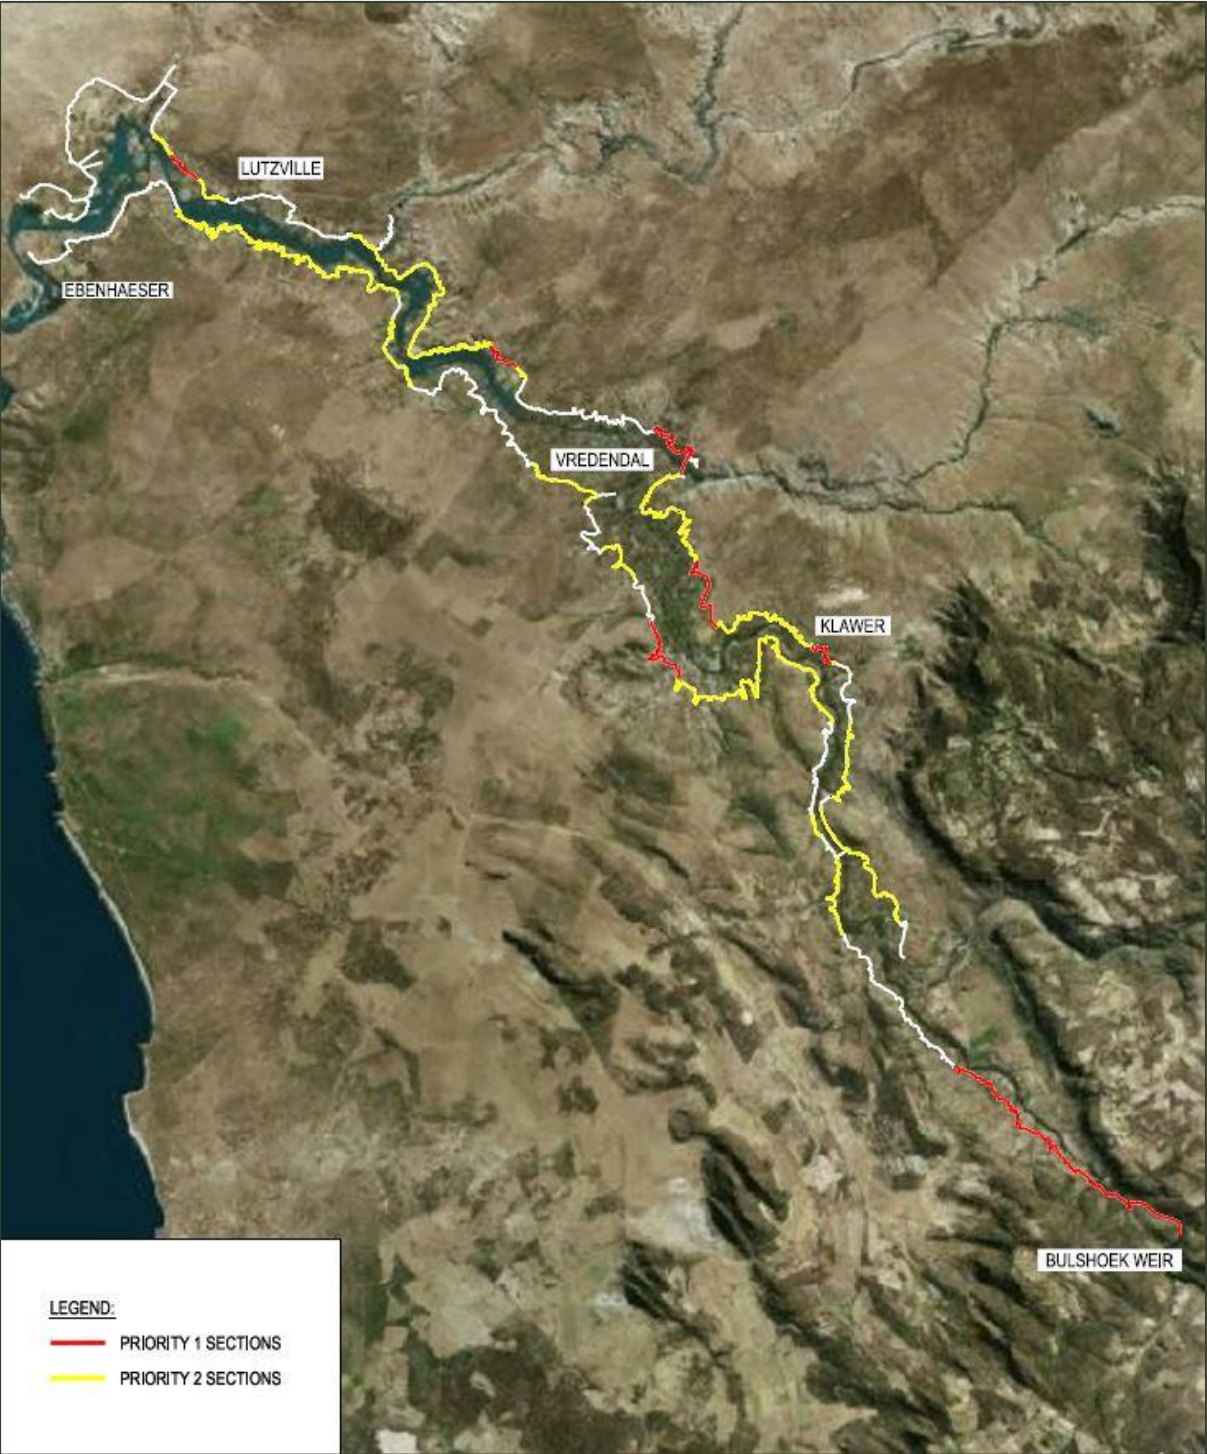 LUTZVILLE
EBENHAESER
VREDENDAL
KLAWER
BULSHOEK WEIR
LEGEND:
PRIORITY 1 SECTIONS
PRIORITY 2 SECTIONS